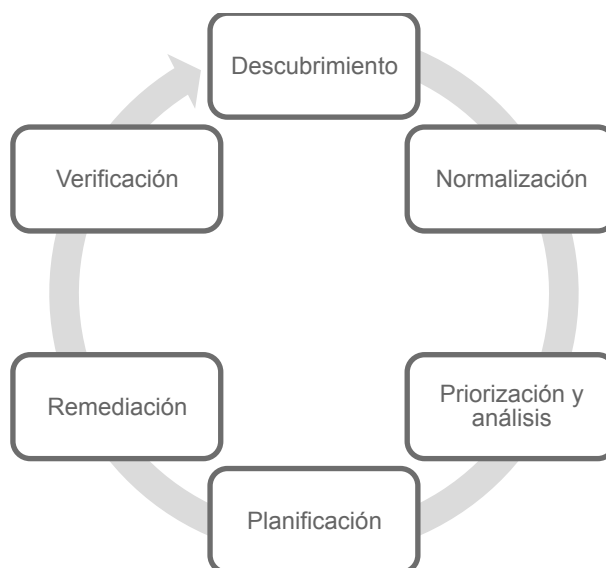 Descubrimiento
Normalización
Priorización y
análisis
Planificación
Remediación
Verificación